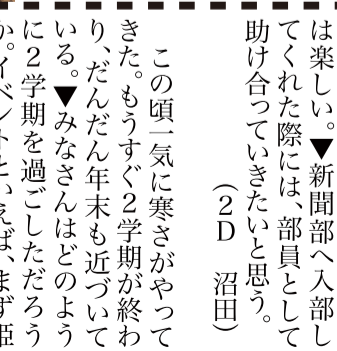 は楽しい。▼新聞部へ入部し
てくれた際には、部員として
助け合っていきたいと思う。
（２Ｄ　沼田）
この頃一気に寒さがやって
きた。もうすぐ２学期が終わ
り、だんだん年末も近づいて
いる。▼みなさんはどのよう
に２学期を過ごしただろう
か。イベントといえば、まず姫